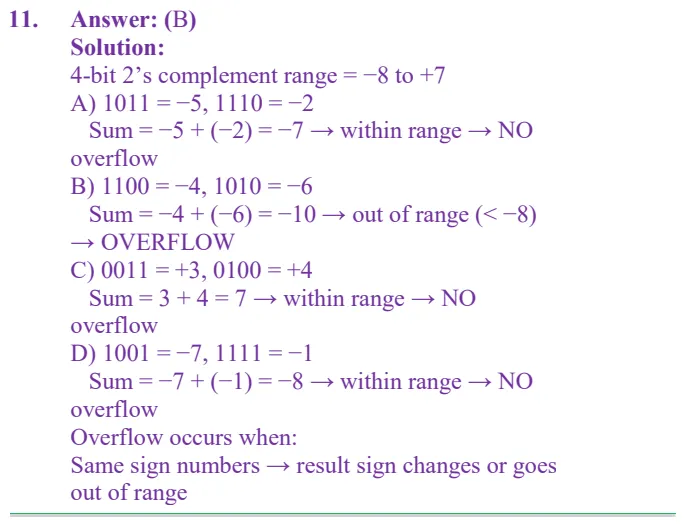 11. Answer: (B)
Solution:
4-bit 2’s complement range = −8 to +7
A) 1011 = −5, 1110 = −2
Sum = −5 + (−2) = −7 → within range → NO
overflow
B) 1100 = −4, 1010 = −6
Sum = −4 + (−6) = −10 → out of range (< −8)
→ OVERFLOW
C) 0011 = +3, 0100 = +4
Sum = 3 + 4 = 7 → within range → NO
overflow
D) 1001 = −7, 1111 = −1
Sum = −7 + (−1) = −8 → within range → NO
overflow
Overflow occurs when:
Same sign numbers → result sign changes or goes
out of range